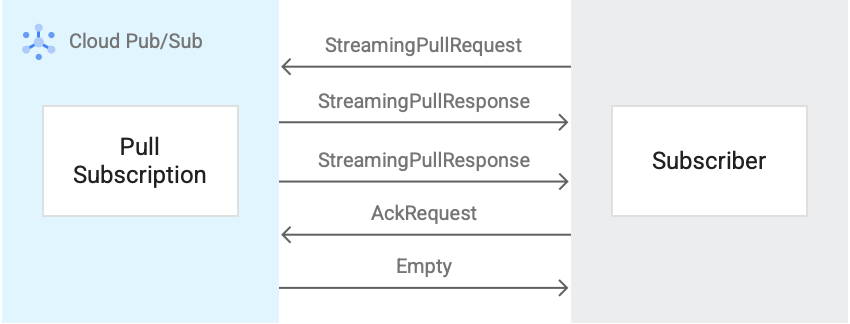 Cloud Pub/Sub
StreamingPullRequest
StreamingPullResponse
Pull
Subscription
StreamingPullResponse
Subscriber
AckRequest
Empty